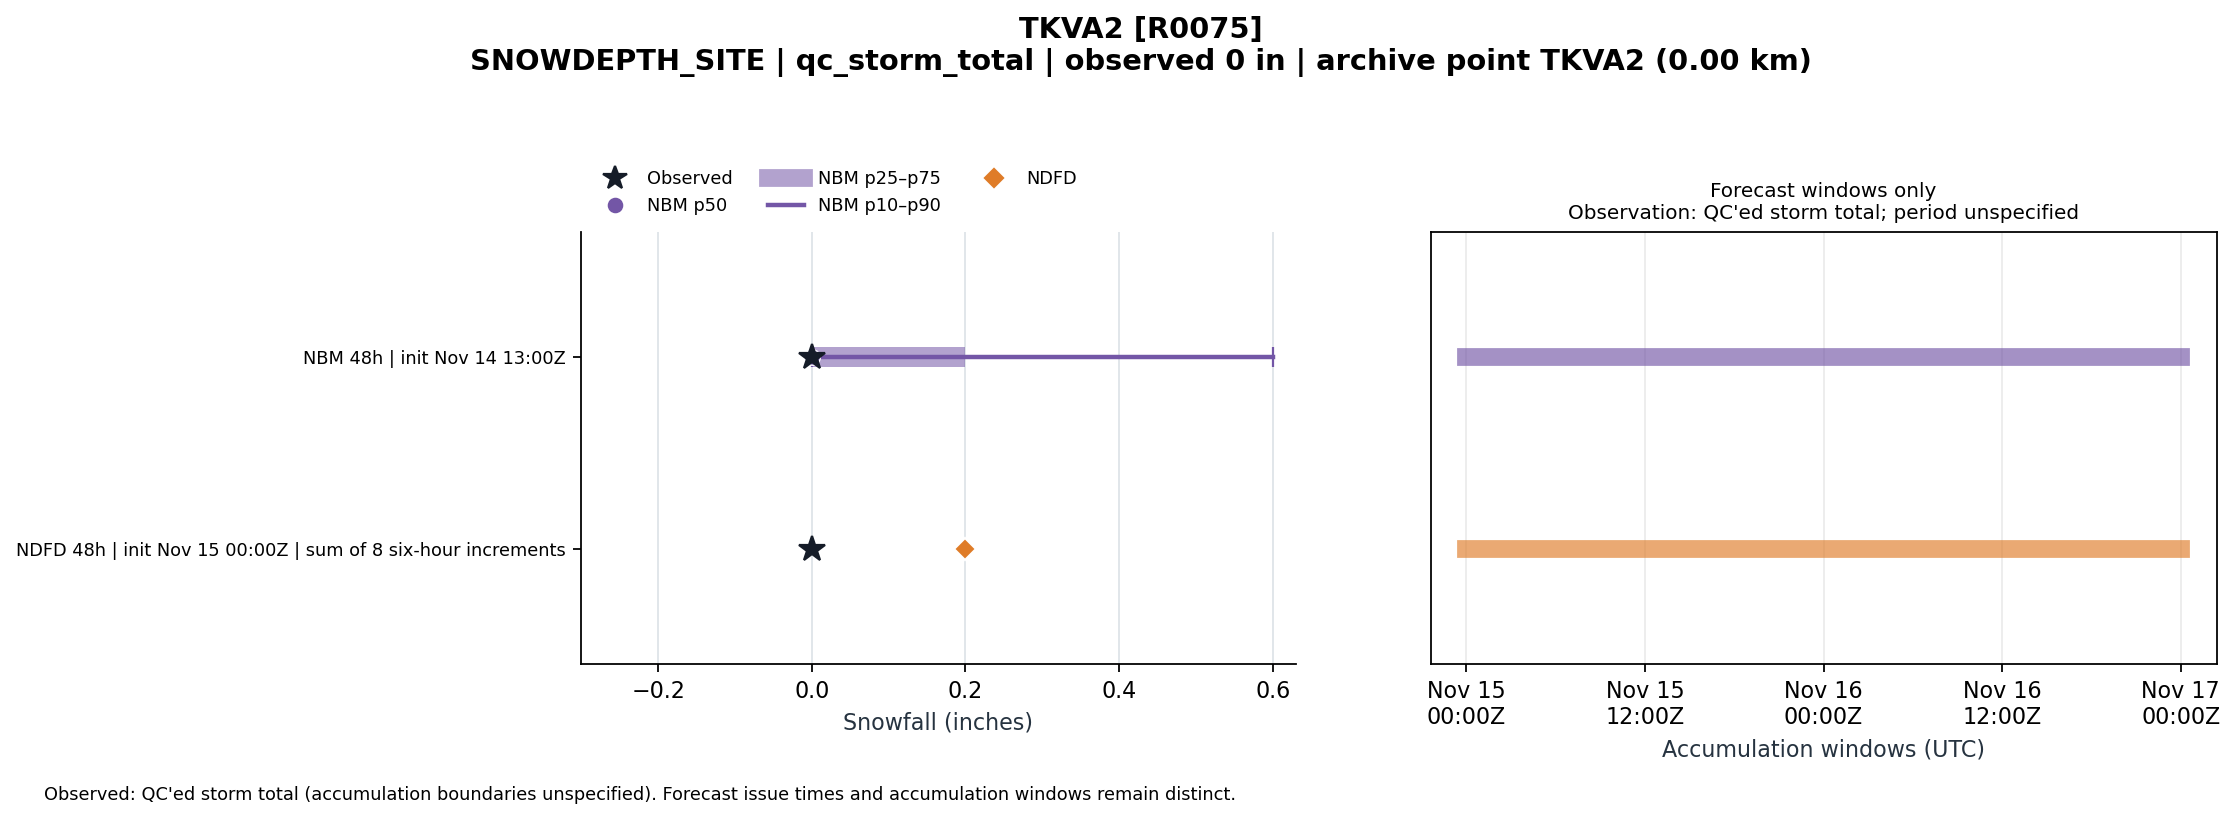 TKVA2 [R0075]
SNOWDEPTH_SITE | qc_storm_total | observed 0 in | archive point TKVA2 (0.00 km)
Observed
NBM p25–p75
NDFD
NBM p50
NBM p10–p90
Forecast windows only
Observation: QC'ed storm total; period unspecified
NBM 48h | init Nov 14 13:00Z
NDFD 48h | init Nov 15 00:00Z | sum of 8 six-hour increments
−0.2
0.0
0.2
0.4
0.6
Snowfall (inches)
Nov 15
00:00Z
Nov 15
12:00Z
Nov 16
00:00Z
Nov 16
12:00Z
Nov 17
00:00Z
Accumulation windows (UTC)
Observed: QC'ed storm total (accumulation boundaries unspecified). Forecast issue times and accumulation windows remain distinct.